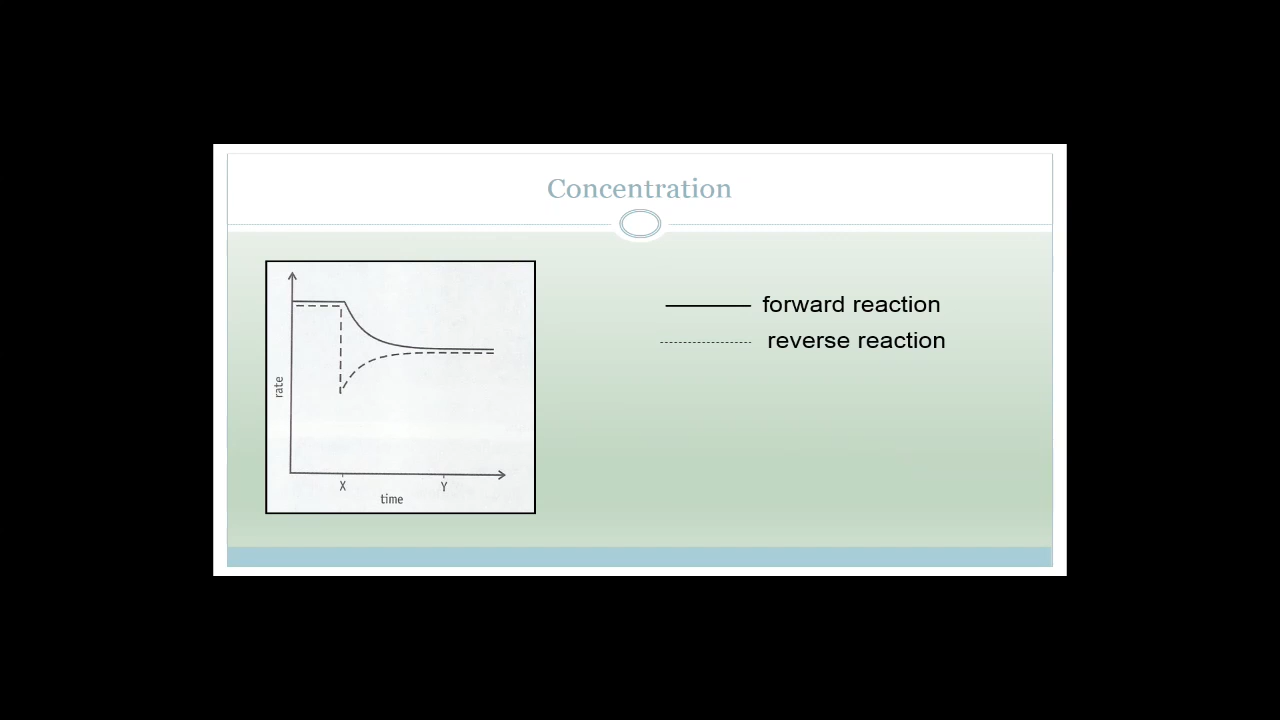 Concentration
forward reaction
reverse reaction
rate
X
Y
time